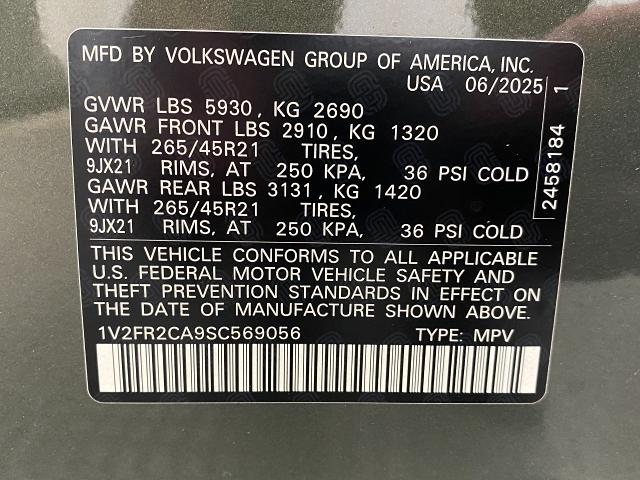 MFD BY VOLKSWAGEN GROUP OF AMERICA, INC.
USA 06/2025
GVWR LBS 5930, KG 2690
GAWR FRONT LBS 2910, KG 1320
WITH 265/45R21 TIRES,
9JX21 RIMS, AT 250 KPA, 36 PSI COLD
GAWR REAR LBS 3131, KG 1420
WITH 265/45R21 TIRES,
9JX21 RIMS, AT 250 KPA, 36 PSI COLD
2458184 1
THIS VEHICLE CONFORMS TO ALL APPLICABLE
U.S. FEDERAL MOTOR VEHICLE SAFETY AND
THEFT PREVENTION STANDARDS IN EFFECT ON
THE DATE OF MANUFACTURE SHOWN ABOVE.
1V2FR2CA9SC569056 TYPE: MPV